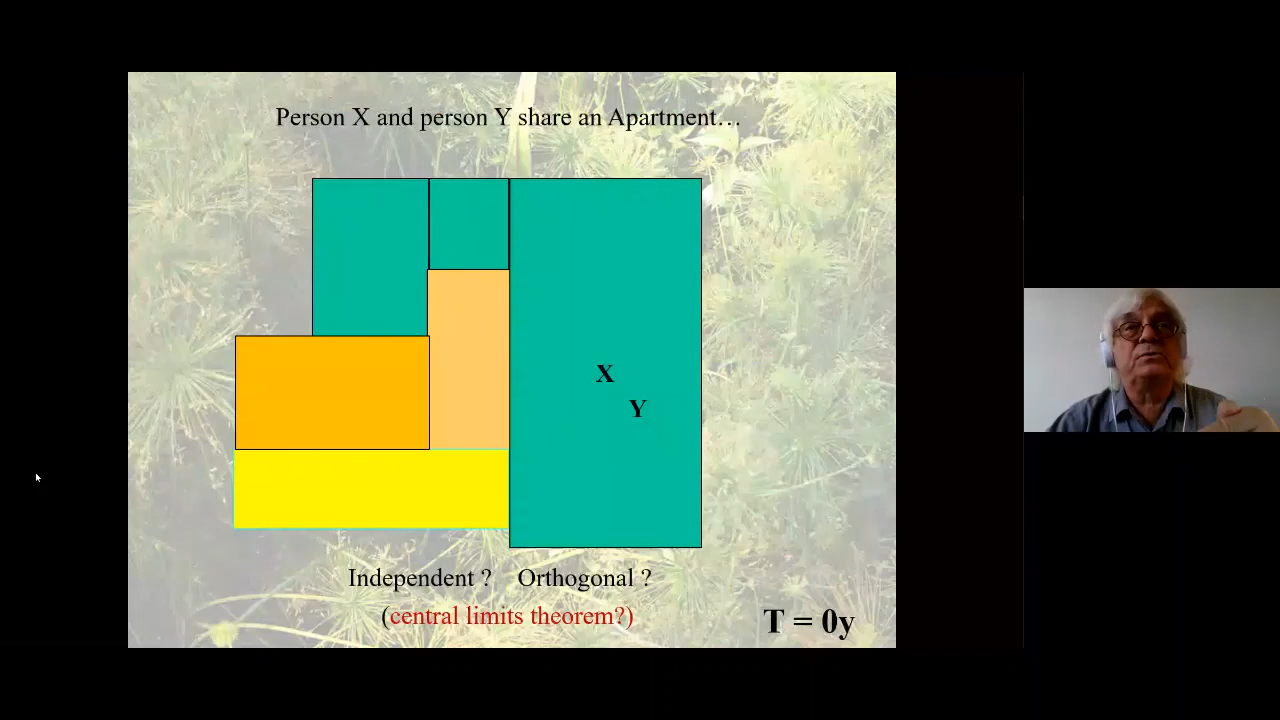 Person X and person Y share an Apartment…
X
Y
Independent ? Orthogonal ?
(central limits theorem?)
T = 0y